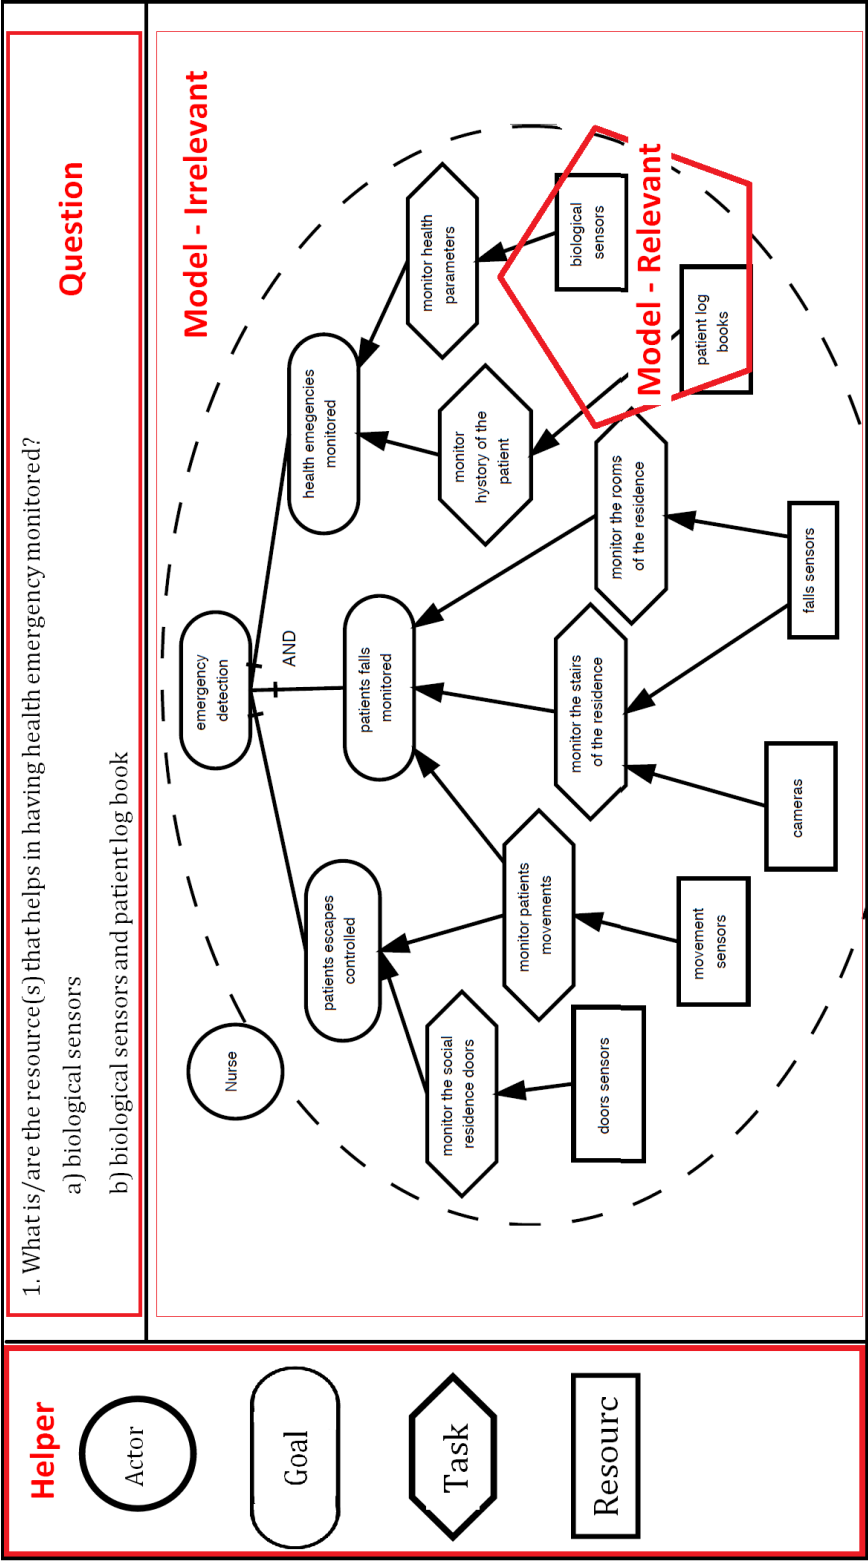 Helper
Actor
Goal
Task
Resourc
Question
1. What is/are the resource(s) that helps in having health emergency monitored?
a) biological sensors
b) biological sensors and patient log book
Model - Irrelevant
Nurse
emergency
detection
AND
patients escapes
controlled
patients falls
monitored
health emegencies
monitored
monitor the social
residence doors
monitor patients
movements
monitor the stairs
of the residence
monitor the rooms
of the residence
monitor
hystory of the
patient
monitor health
parameters
doors sensors
movement
sensors
cameras
falls sensors
patient log
books
biological
sensors
Model - Relevant